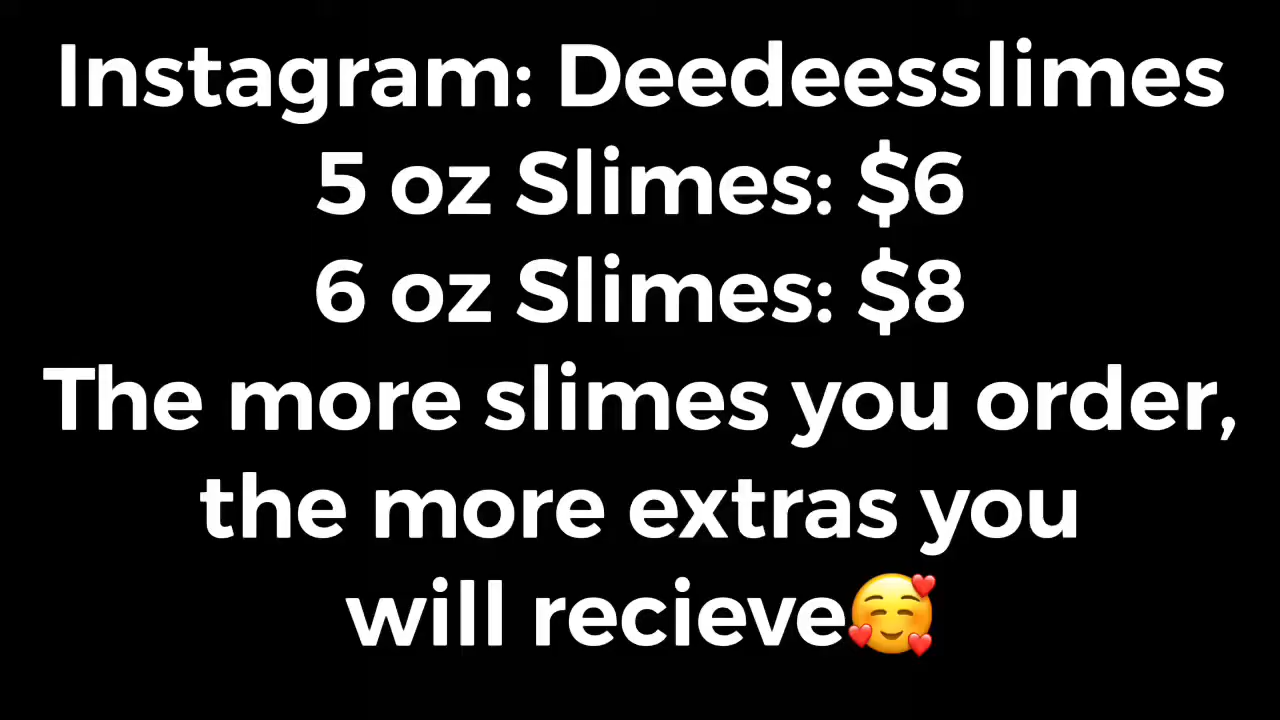 Instagram: Deedeesslimes
5 oz Slimes: $6
6 oz Slimes: $8
The more slimes you order,
the more extras you
will recieve🥰